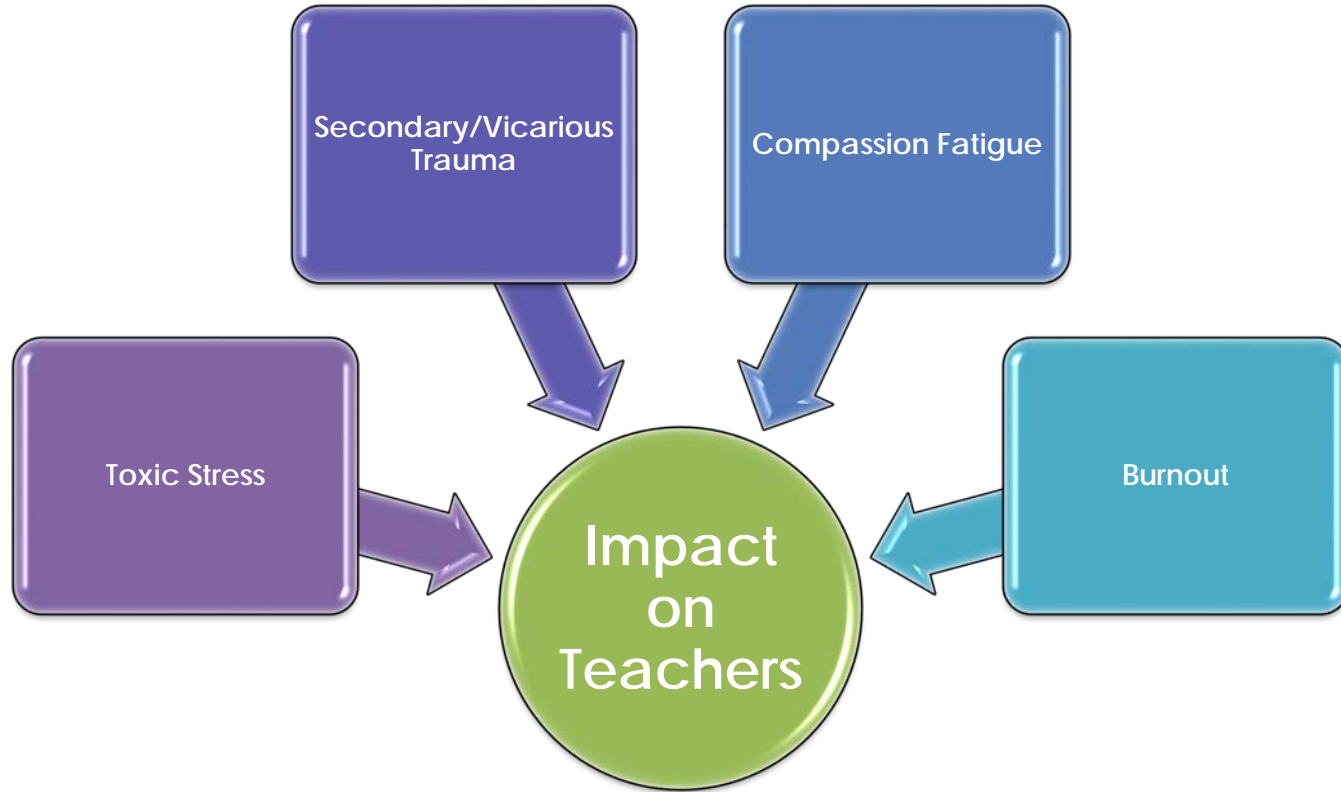 Secondary/Vicarious
Trauma
Compassion Fatigue
Toxic Stress
Burnout
Impact
on
Teachers